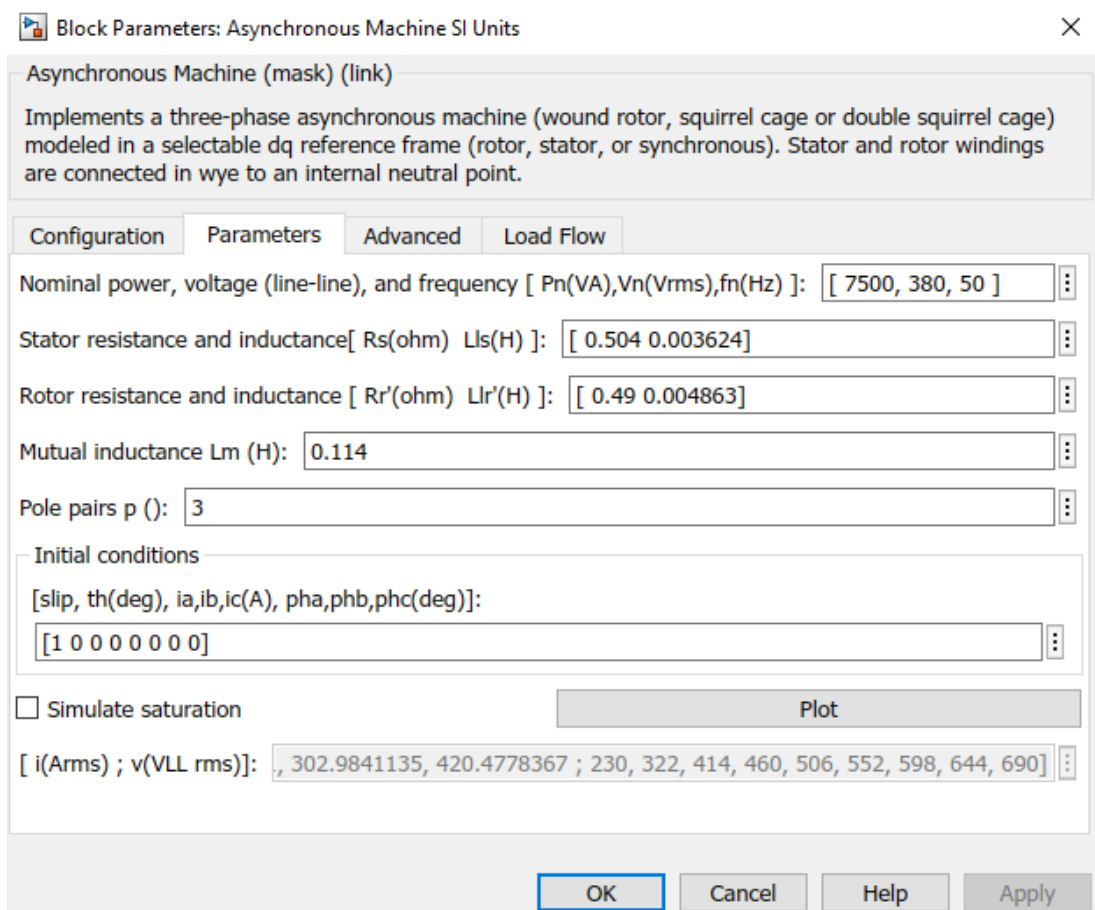 Block Parameters: Asynchronous Machine SI Units
Asynchronous Machine (mask) (link)
Implements a three-phase asynchronous machine (wound rotor, squirrel cage or double squirrel cage)
modeled in a selectable dq reference frame (rotor, stator, or synchronous). Stator and rotor windings
are connected in wye to an internal neutral point.
Configuration Parameters Advanced Load Flow
Nominal power, voltage (line-line), and frequency [ Pn(VA),Vn(Vrms),fn(Hz) ]: [ 7500, 380, 50 ]
Stator resistance and inductance[ Rs(ohm) Lls(H) ]: [ 0.504 0.003624]
Rotor resistance and inductance [ Rr'(ohm) Llr'(H) ]: [ 0.49 0.004863]
Mutual inductance Lm (H): 0.114
Pole pairs p (): 3
Initial conditions
[slip, th(deg), ia,ib,ic(A), pha,phb,phc(deg)]:
[1 0 0 0 0 0 0 0]
Simulate saturation Plot
[ i(Arms) ; v(VLL rms)]: ., 302.9841135, 420.4778367 ; 230, 322, 414, 460, 506, 552, 598, 644, 690]
OK Cancel Help Apply